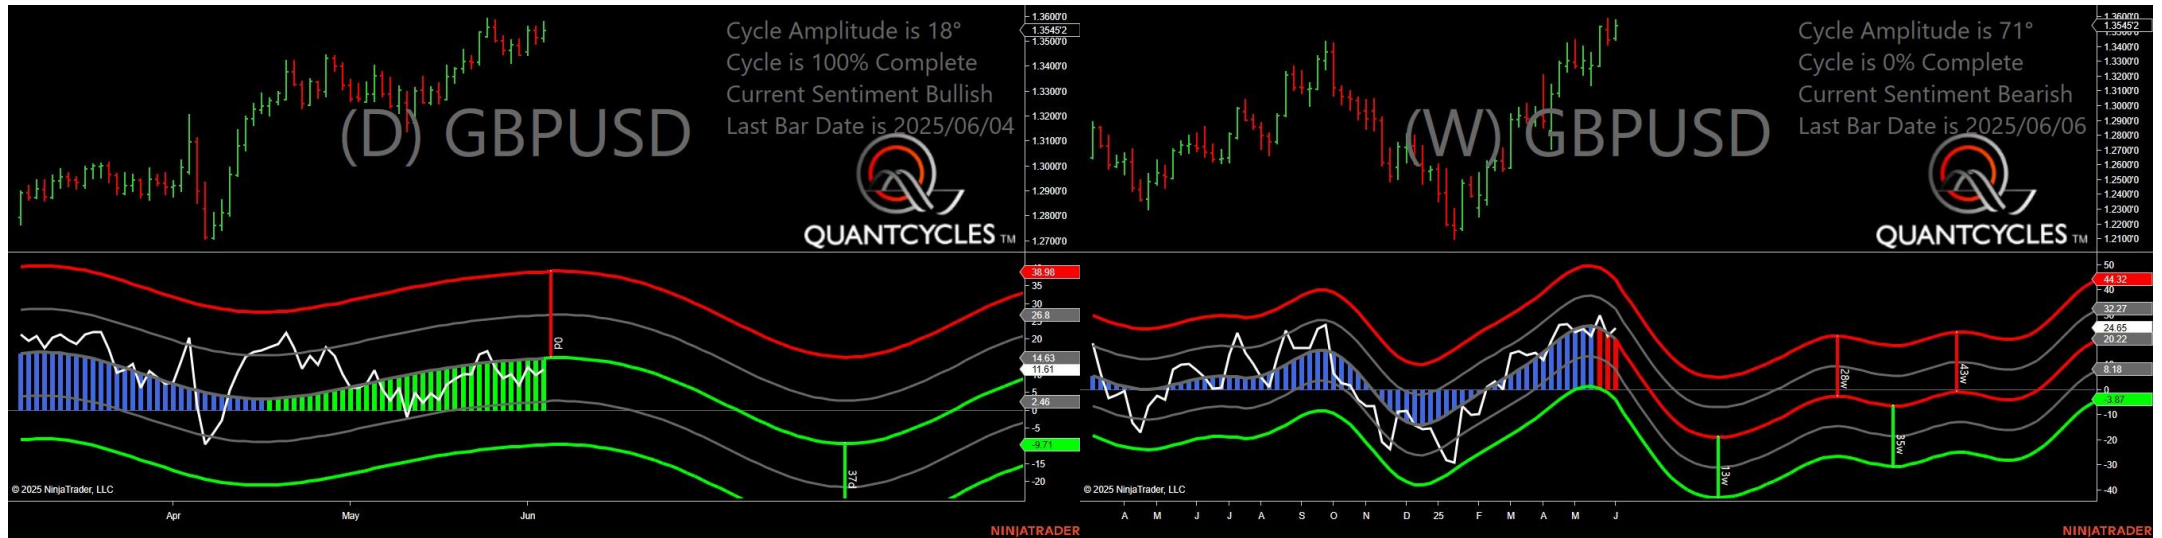 Cycle Amplitude is 18°
Cycle is 100% Complete
Current Sentiment Bullish
Last Bar Date is 2025/06/04
(D) GBPUSD
QUANTCYCLES TM
1.3600'0
1.3545'2
1.3500'0
1.3400'0
1.3300'0
1.3200'0
1.3100'0
1.3000'0
1.2900'0
1.2800'0
1.2700'0
38.98
35
30
26.8
25
20
14.63
11.61
5
2.46
0
-5
-9.71
-15
-20
0d
37d
© 2025 NinjaTrader, LLC
Apr May Jun
NINJATRADER
Cycle Amplitude is 71°
Cycle is 0% Complete
Current Sentiment Bearish
Last Bar Date is 2025/06/06
(W) GBPUSD
QUANTCYCLES TM
1.3600'0
1.3545'2
1.3400'0
1.3300'0
1.3200'0
1.3100'0
1.3000'0
1.2900'0
1.2800'0
1.2700'0
1.2600'0
1.2500'0
1.2400'0
1.2300'0
1.2200'0
1.2100'0
50
44.32
40
32.27
24.65
20.22
8.18
0
-3.87
-10
-20
-30
-40
13w
28w
35w
43w
© 2025 NinjaTrader, LLC
A M J J A S O N D 25 F M A M J
NINJATRADER